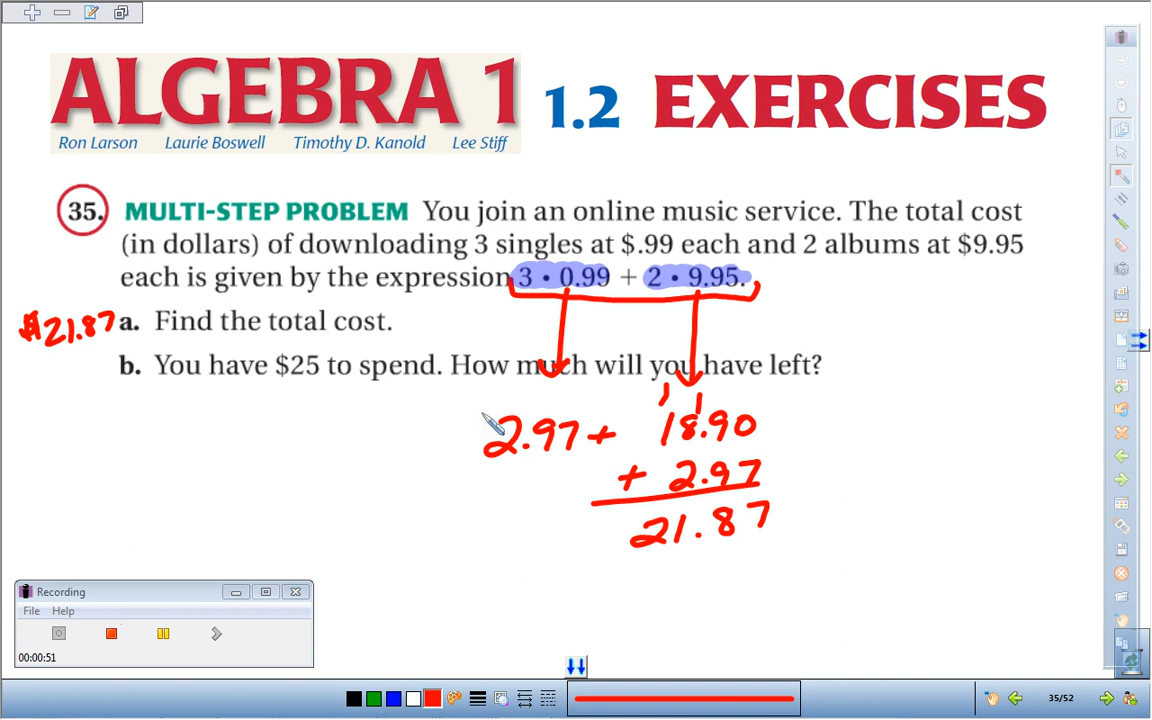 ALGEBRA 1
Ron Larson Laurie Boswell Timothy D. Kanold Lee Stiff
1.2 EXERCISES
35. MULTI-STEP PROBLEM You join an online music service. The total cost
(in dollars) of downloading 3 singles at $.99 each and 2 albums at $9.95
each is given by the expression 3 • 0.99 + 2 • 9.95.
$21.87 a. Find the total cost.
b. You have $25 to spend. How much will you have left?
1 1
2.97 + 18.90
+ 2.97
21.87
Recording
File Help
00:00:51
35/52